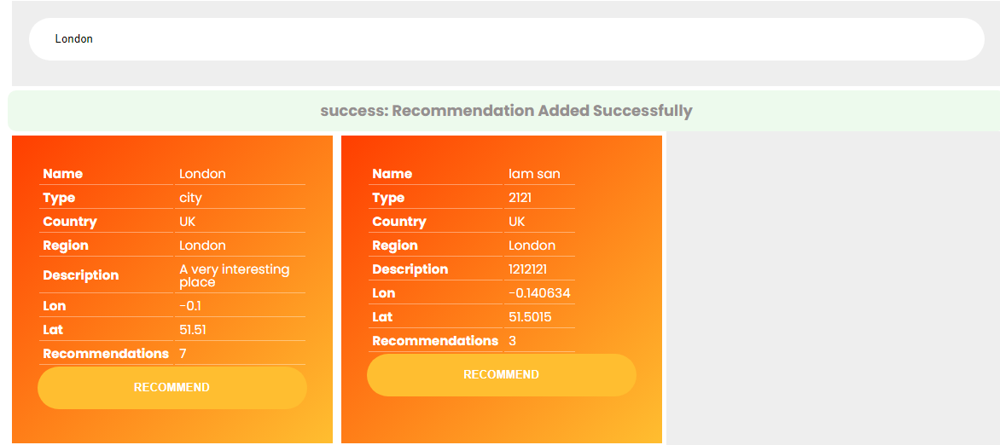 London
success: Recommendation Added Successfully
Name London
Type city
Country UK
Region London
Description A very interesting
place
Lon -0.1
Lat 51.51
Recommendations 7
RECOMMEND
Name lam san
Type 2121
Country UK
Region London
Description 1212121
Lon -0.140634
Lat 51.5015
Recommendations 3
RECOMMEND